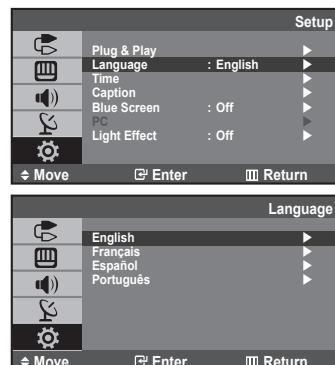 Setup
Plug & Play
Language : English
Time
Caption
Blue Screen : Off
PC
Light Effect : Off
Move Enter Return
Language
English
Français
Español
Português
Move Enter Return